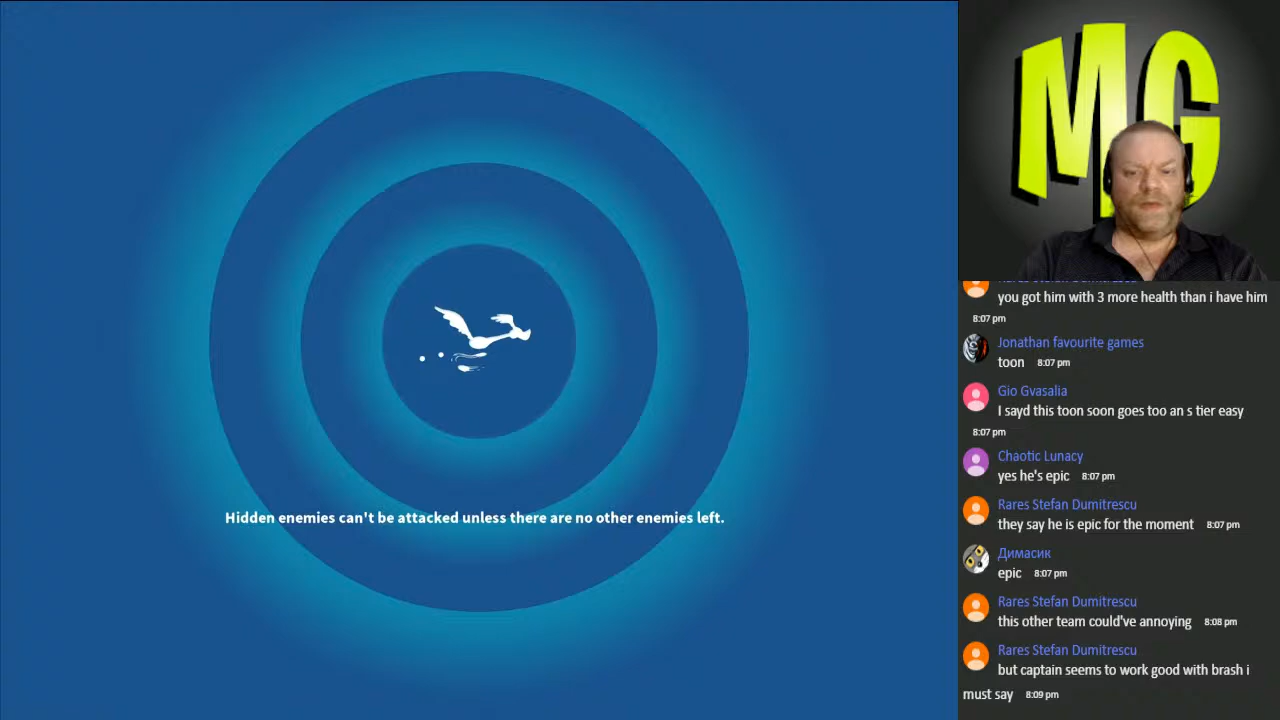 Hidden enemies can't be attacked unless there are no other enemies left.
MG
you got him with 3 more health than i have him
8:07 pm
Jonathan favourite games
toon 8:07 pm
Gio Gvasalia
I sayd this toon soon goes too an s tier easy
8:07 pm
Chaotic Lunacy
yes he's epic 8:07 pm
Rares Stefan Dumitrescu
they say he is epic for the moment 8:07 pm
Димасик
epic 8:07 pm
Rares Stefan Dumitrescu
this other team could've annoying 8:08 pm
Rares Stefan Dumitrescu
but captain seems to work good with brash i
must say 8:09 pm